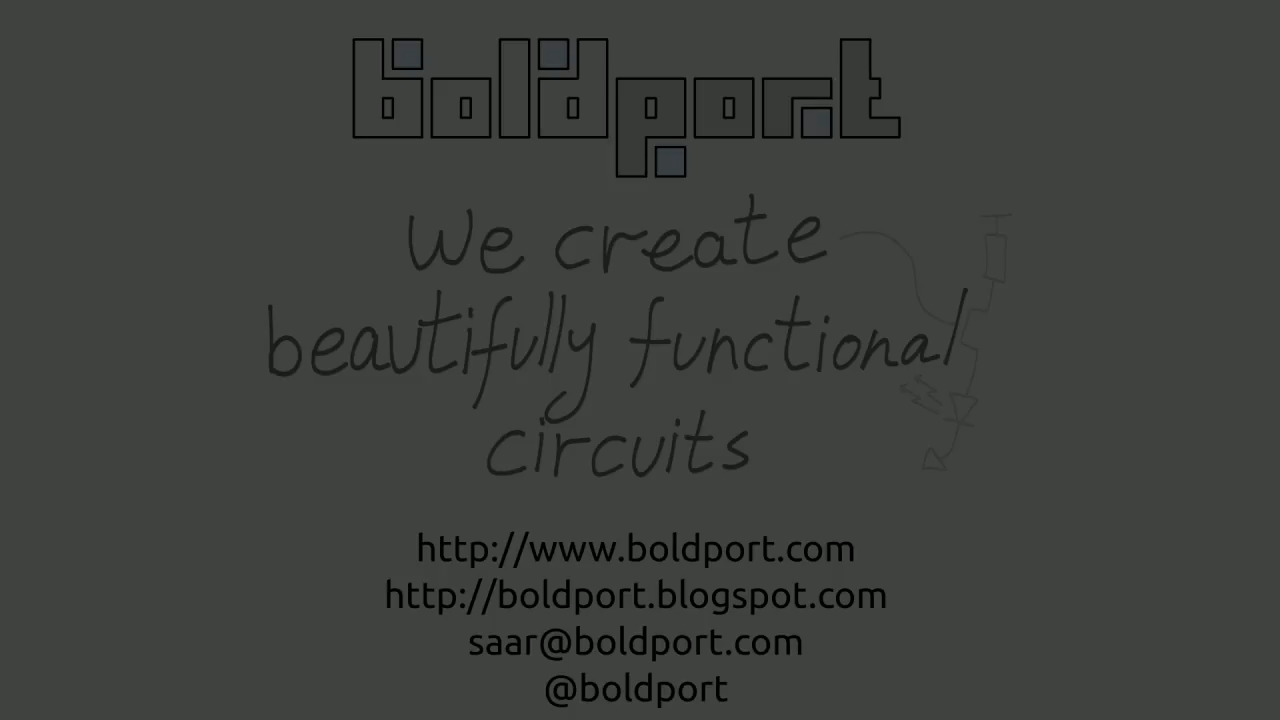 boldport
We create
beautifully functional
circuits
http://www.boldport.com
http://boldport.blogspot.com
saar@boldport.com
@boldport